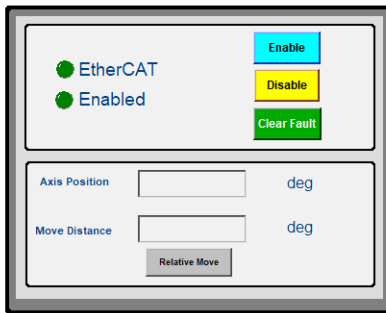 Enable
EtherCAT
Disable
Enabled
Clear Fault
Axis Position deg
Move Distance deg
Relative Move